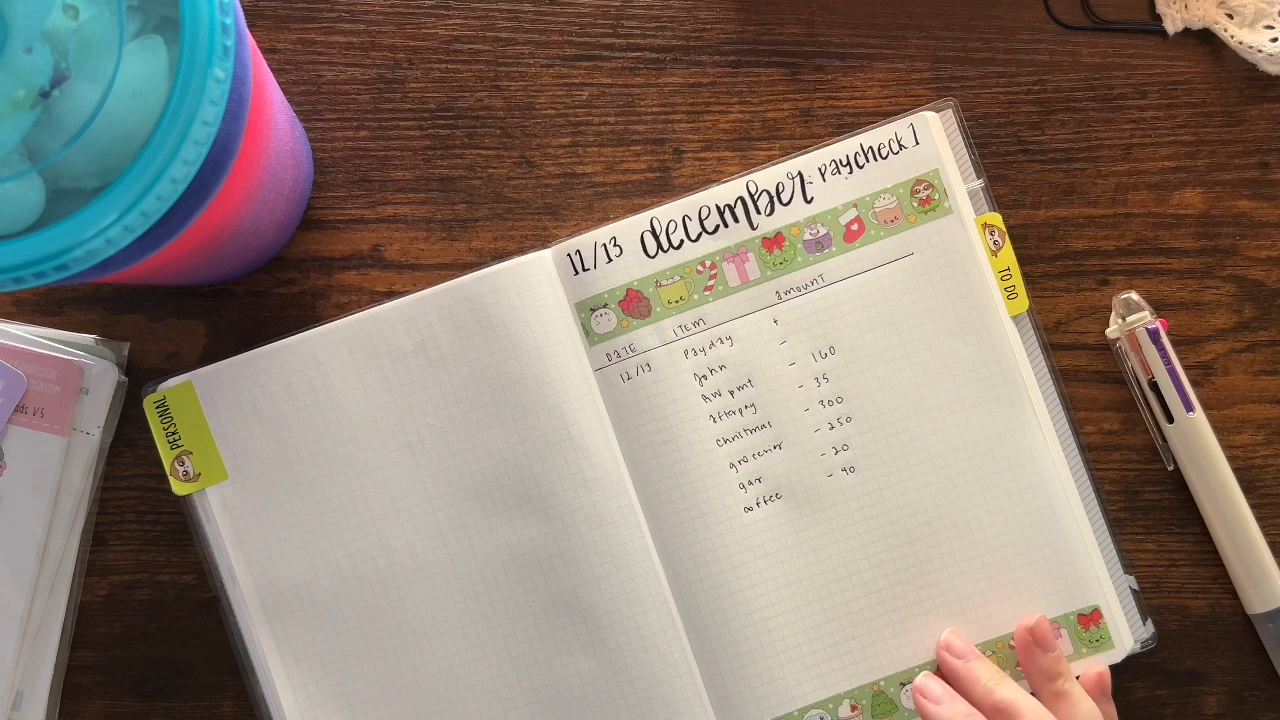 12/13 december: paycheck 1
DATE ITEM amount
12/13 Payday +
John -
AW pmt - 160
afterpay - 35
christmas - 300
groceries - 250
gas - 20
coffee - 40
PERSONAL
TO DO